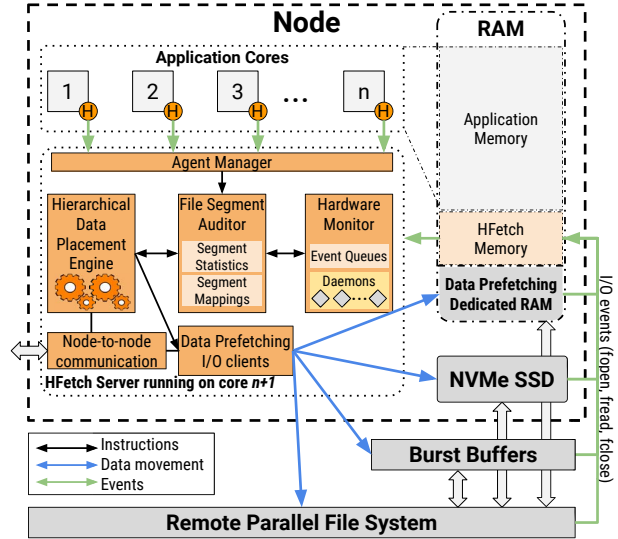 Node
RAM
Application Cores
1
2
3
...
n
H
H
H
H
Application
Memory
Agent Manager
Hierarchical
Data
Placement
Engine
File Segment
Auditor
Segment
Statistics
Segment
Mappings
Hardware
Monitor
Event Queues
Daemons
HFetch
Memory
Data Prefetching
Dedicated RAM
Node-to-node
communication
Data Prefetching
I/O clients
HFetch Server running on core n+1
NVMe SSD
I/O events (fopen, fread, fclose)
Instructions
Data movement
Events
Burst Buffers
Remote Parallel File System